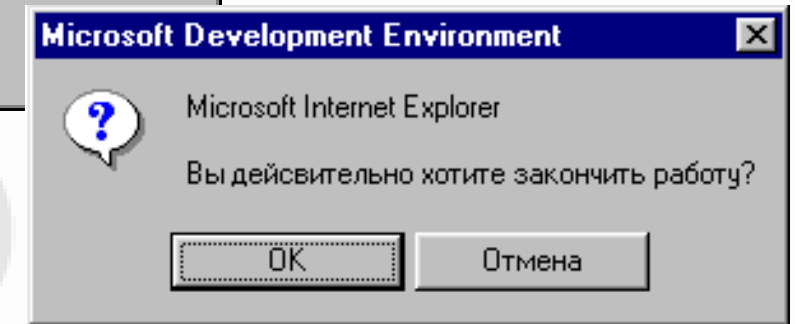 Microsoft Development Environment
Microsoft Internet Explorer
Вы дейсвительно хотите закончить работу?
OK
Отмена